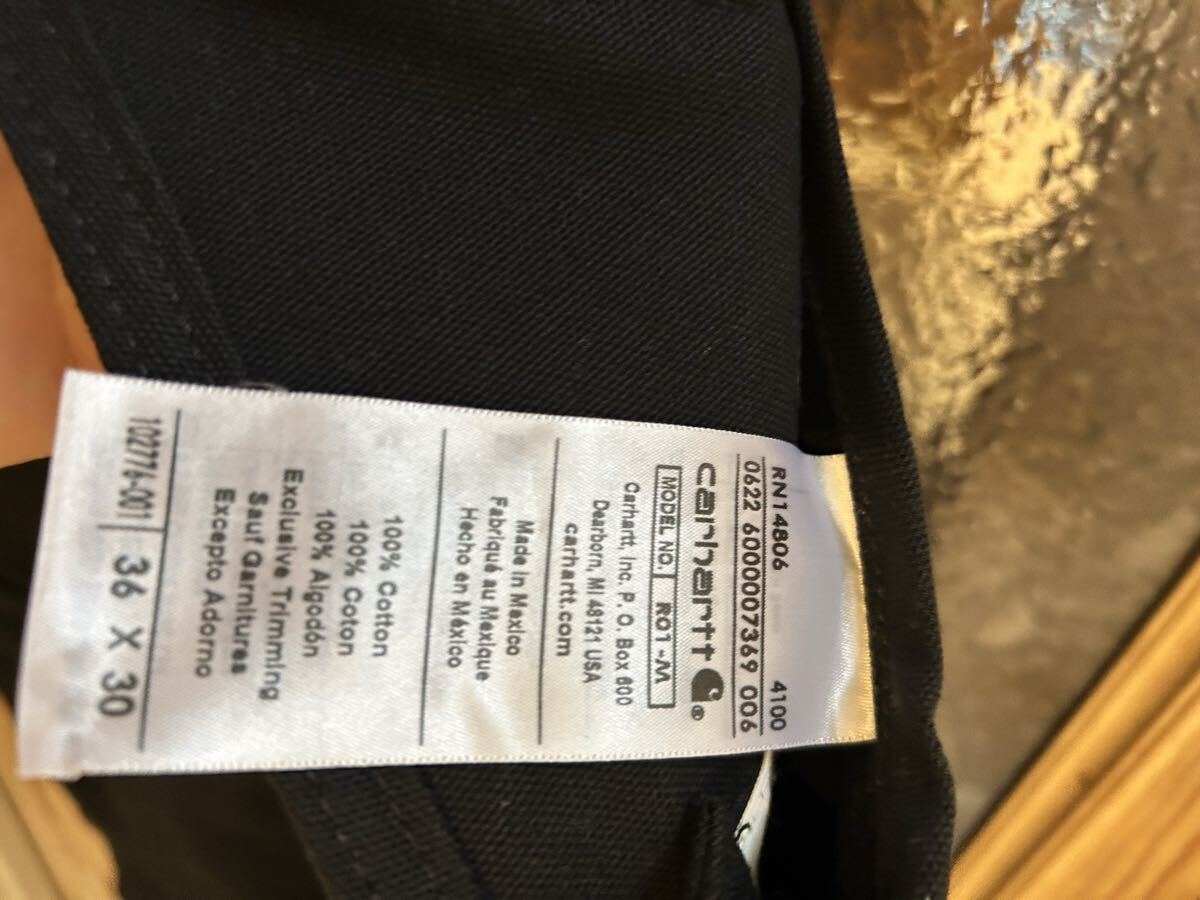 RN14806 4100
0622 6000007369 006
carhartt ®
MODEL NO. R01-M
Carhartt, Inc. P. O. Box 600
Dearborn, MI 48121 USA
carhartt.com
Made in Mexico
Fabriqué au Mexique
Hecho en México
100% Cotton
100% Coton
100% Algodón
Exclusive Trimming
Sauf Garnitures
Excepto Adorno
102776-001 36 X 30